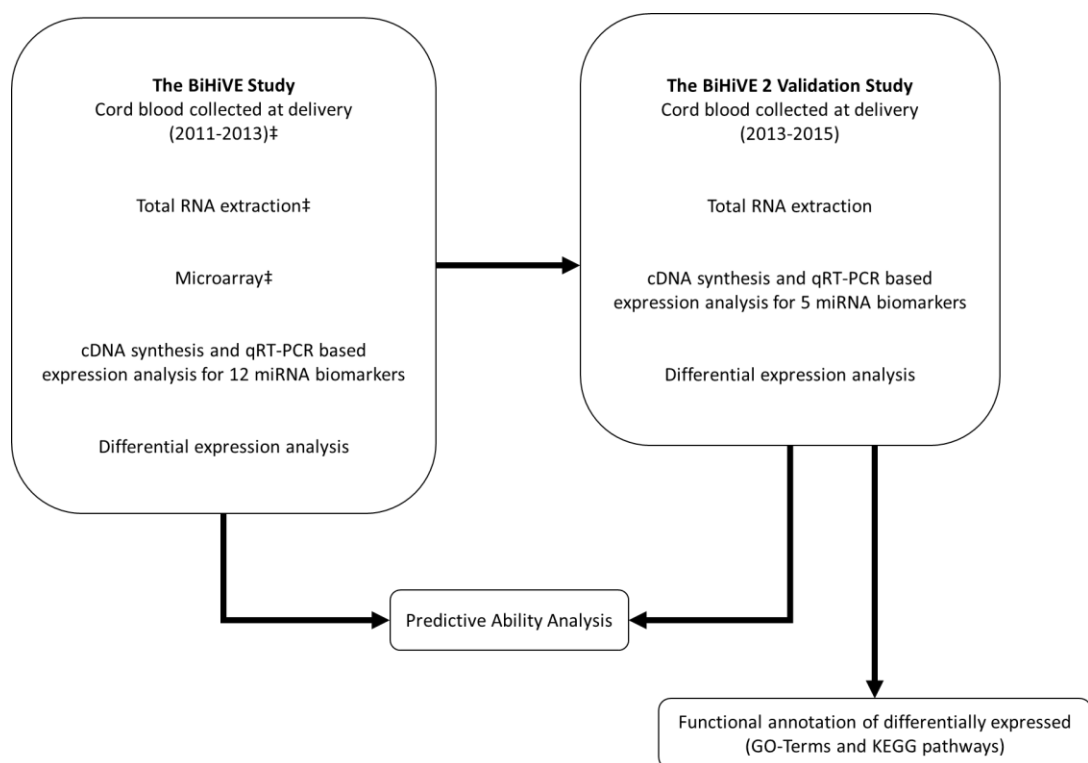 The BiHiVE Study
Cord blood collected at delivery
(2011-2013)‡
Total RNA extraction‡
Microarray‡
cDNA synthesis and qRT-PCR based
expression analysis for 12 miRNA biomarkers
Differential expression analysis
The BiHiVE 2 Validation Study
Cord blood collected at delivery
(2013-2015)
Total RNA extraction
cDNA synthesis and qRT-PCR based
expression analysis for 5 miRNA biomarkers
Differential expression analysis
Predictive Ability Analysis
Functional annotation of differentially expressed
(GO-Terms and KEGG pathways)